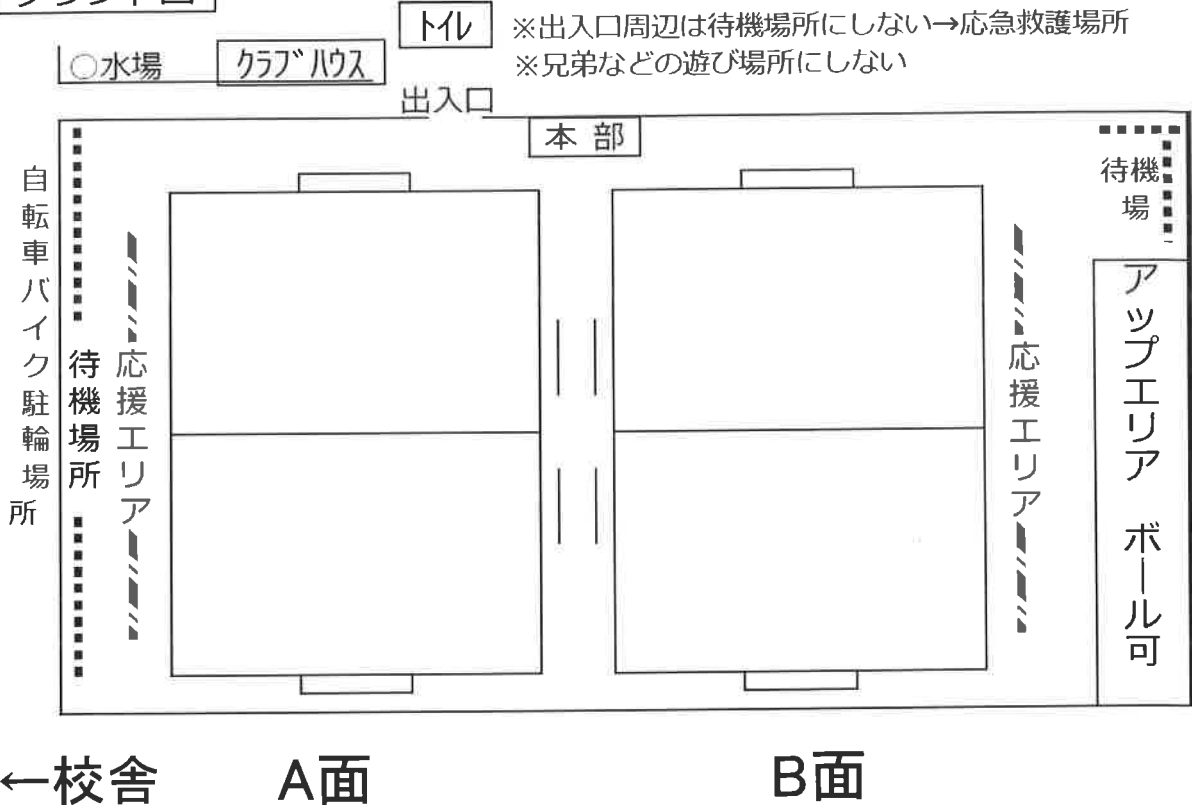 トイレ
※出入口周辺は待機場所にしない→応急救護場所
○水場
クラブハウス
※兄弟などの遊び場所にしない
出入口
本部
自転車バイク駐輪場所
待機場所
応援エリア
応援エリア
待機場
アップエリア ボール可
←校舎
A面
B面